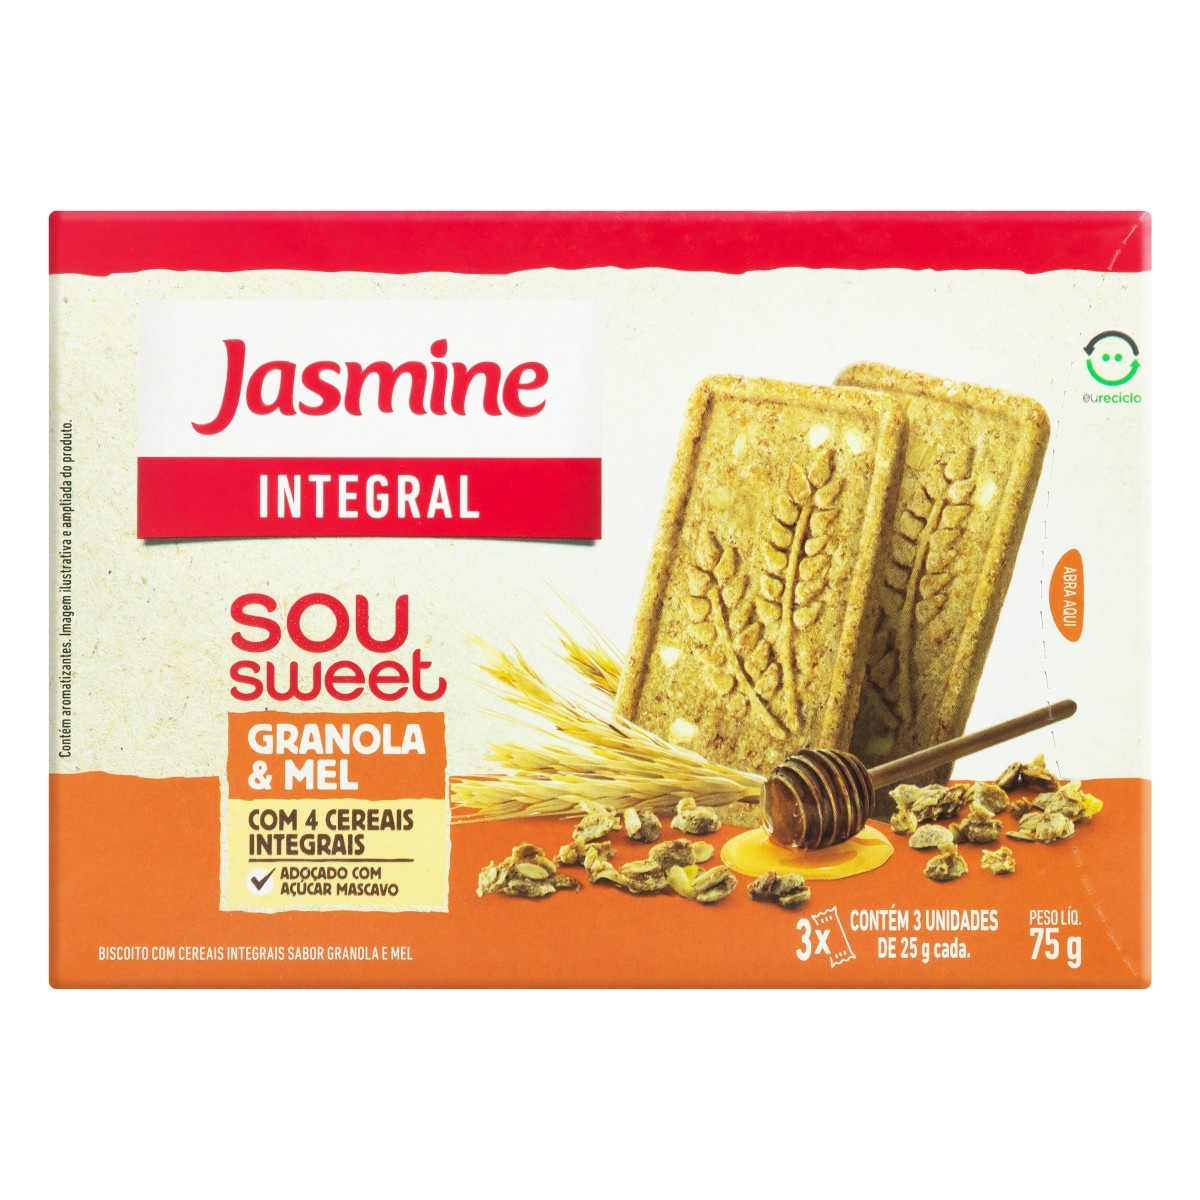 Jasmine
INTEGRAL
SOU
sweet
GRANOLA
& MEL
COM 4 CEREAIS
INTEGRAIS
ADOÇADO COM
AÇÚCAR MASCAVO
BISCOITO COM CEREAIS INTEGRAIS SABOR GRANOLA E MEL
3x
CONTÉM 3 UNIDADES
DE 25 g cada.
PESO LÍQ.
75 g
eureciclo
ABRA AQUI
Contém aromatizantes. Imagem ilustrativa e ampliada do produto.